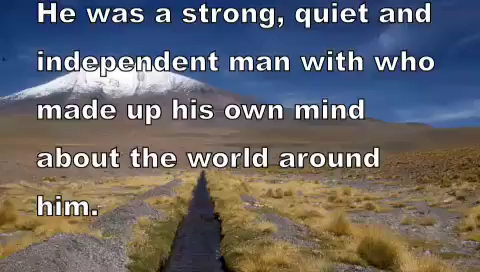 He was a strong, quiet and
independent man with who
made up his own mind
about the world around
him.